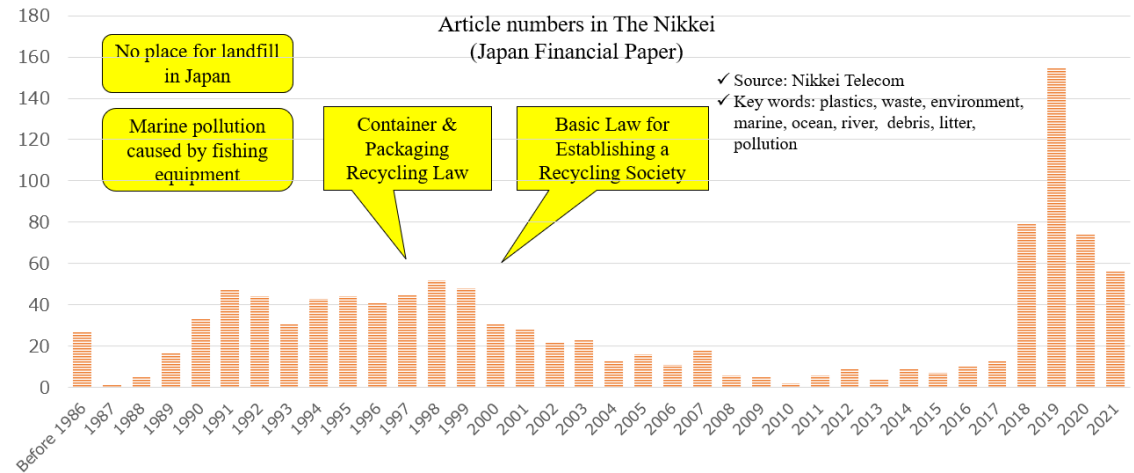 Article numbers in The Nikkei
(Japan Financial Paper)
No place for landfill
in Japan
Marine pollution
caused by fishing
equipment
Container &
Packaging
Recycling Law
Basic Law for
Establishing a
Recycling Society
✓ Source: Nikkei Telecom
✓ Key words: plastics, waste, environment,
marine, ocean, river, debris, litter,
pollution
180
160
140
120
100
80
60
40
20
0
Before 1986
1987
1988
1989
1990
1991
1992
1993
1994
1995
1996
1997
1998
1999
2000
2001
2002
2003
2004
2005
2006
2007
2008
2009
2010
2011
2012
2013
2014
2015
2016
2017
2018
2019
2020
2021